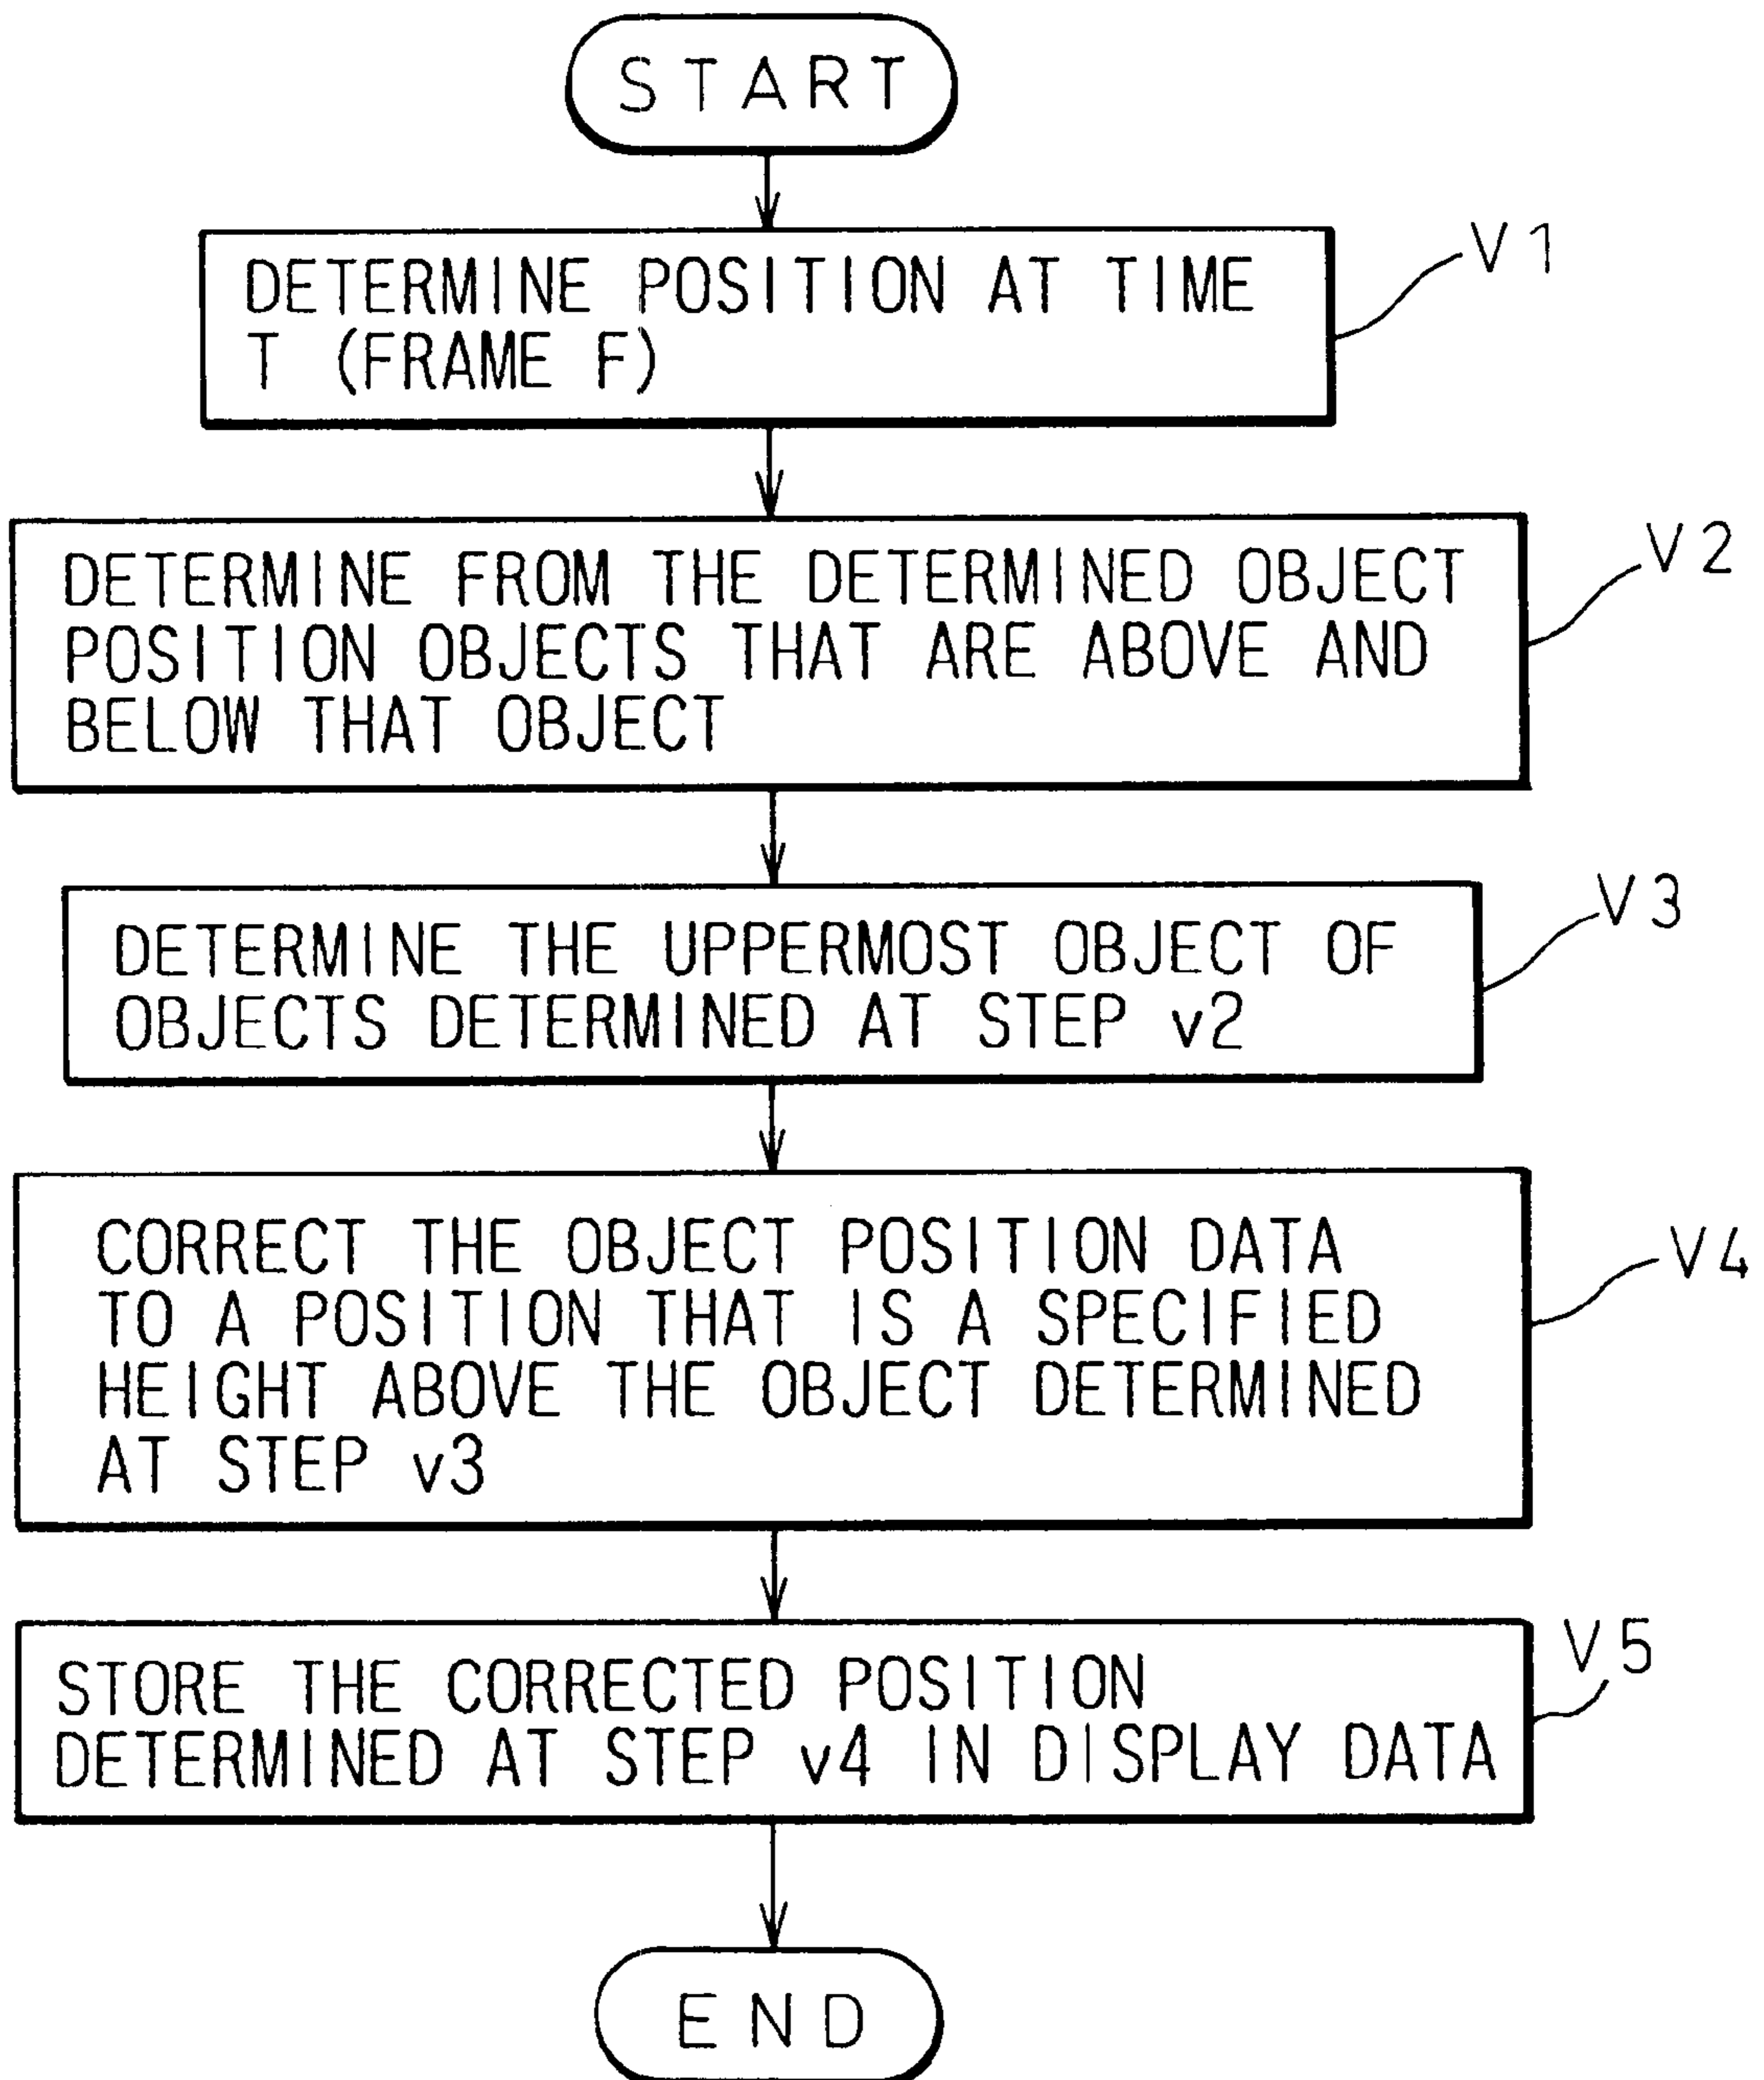 START
V1
DETERMINE POSITION AT TIME
T (FRAME F)
V2
DETERMINE FROM THE DETERMINED OBJECT
POSITION OBJECTS THAT ARE ABOVE AND
BELOW THAT OBJECT
V3
DETERMINE THE UPPERMOST OBJECT OF
OBJECTS DETERMINED AT STEP v2
V4
CORRECT THE OBJECT POSITION DATA
TO A POSITION THAT IS A SPECIFIED
HEIGHT ABOVE THE OBJECT DETERMINED
AT STEP v3
V5
STORE THE CORRECTED POSITION
DETERMINED AT STEP v4 IN DISPLAY DATA
END